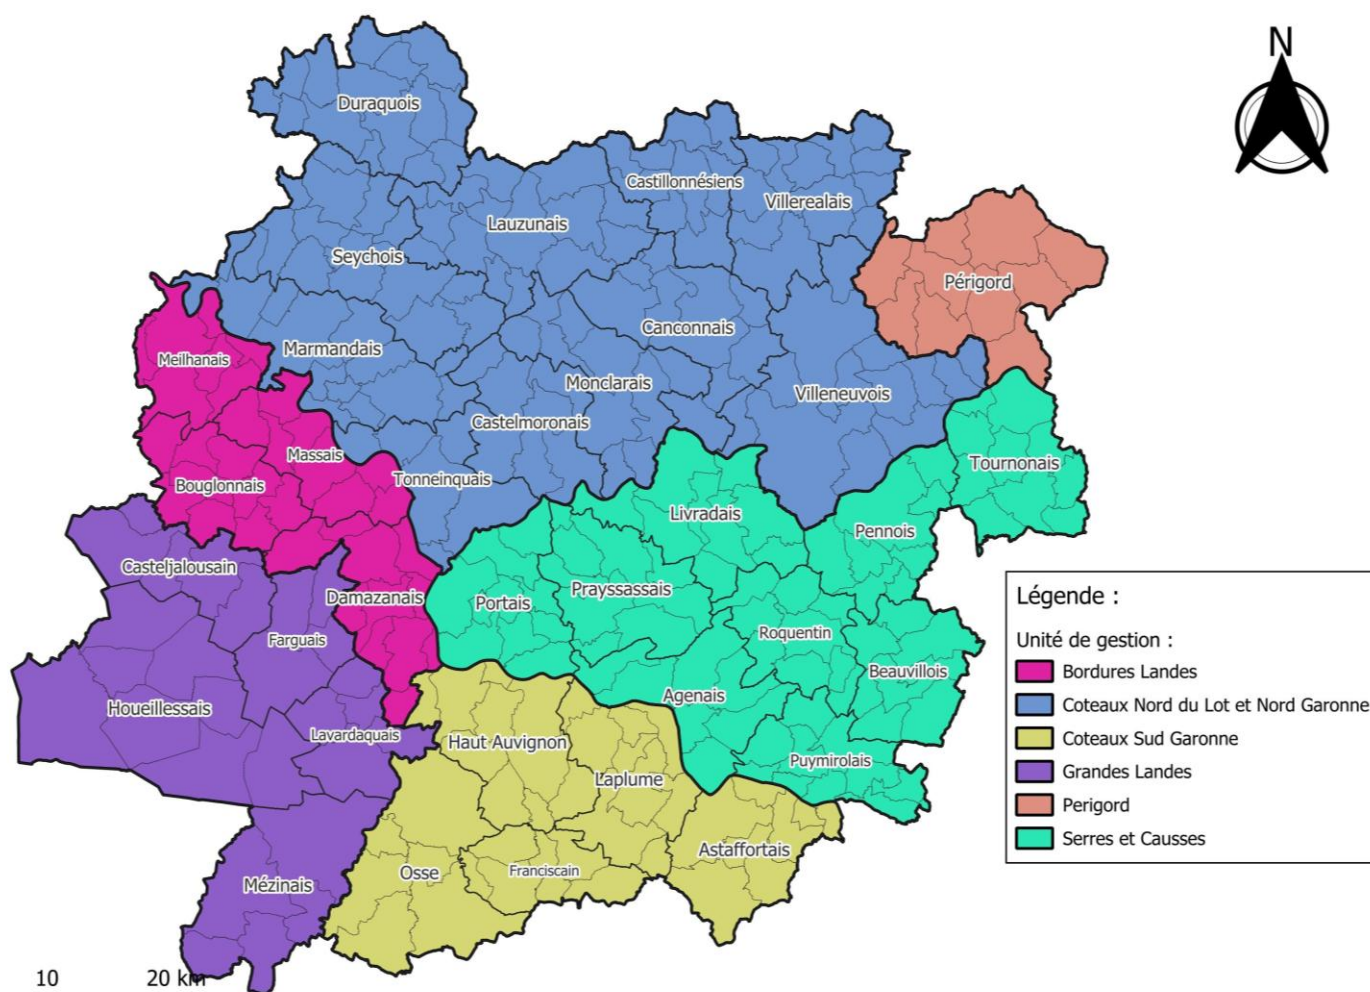 N
Duraquois
Castillonnésiens
Villerealais
Lauzunais
Seychois
Périgord
Canconnais
Marmandais
Meilhanais
Monclarais
Villeneuvois
Castelmoronais
Massais
Tournonais
Tonneinquais
Bouglonnais
Livradais
Pennois
Casteljalousain
Prayssassais
Damazanais
Portais
Roquentin
Farguais
Beauvillois
Agenais
Houeillessais
Lavardaquais
Haut Auvignon
Puymirolais
Laplume
Astaffortais
Franciscain
Osse
Mézinais
10 20 km
Légende :
Unité de gestion :
Bordures Landes
Coteaux Nord du Lot et Nord Garonne
Coteaux Sud Garonne
Grandes Landes
Perigord
Serres et Causses